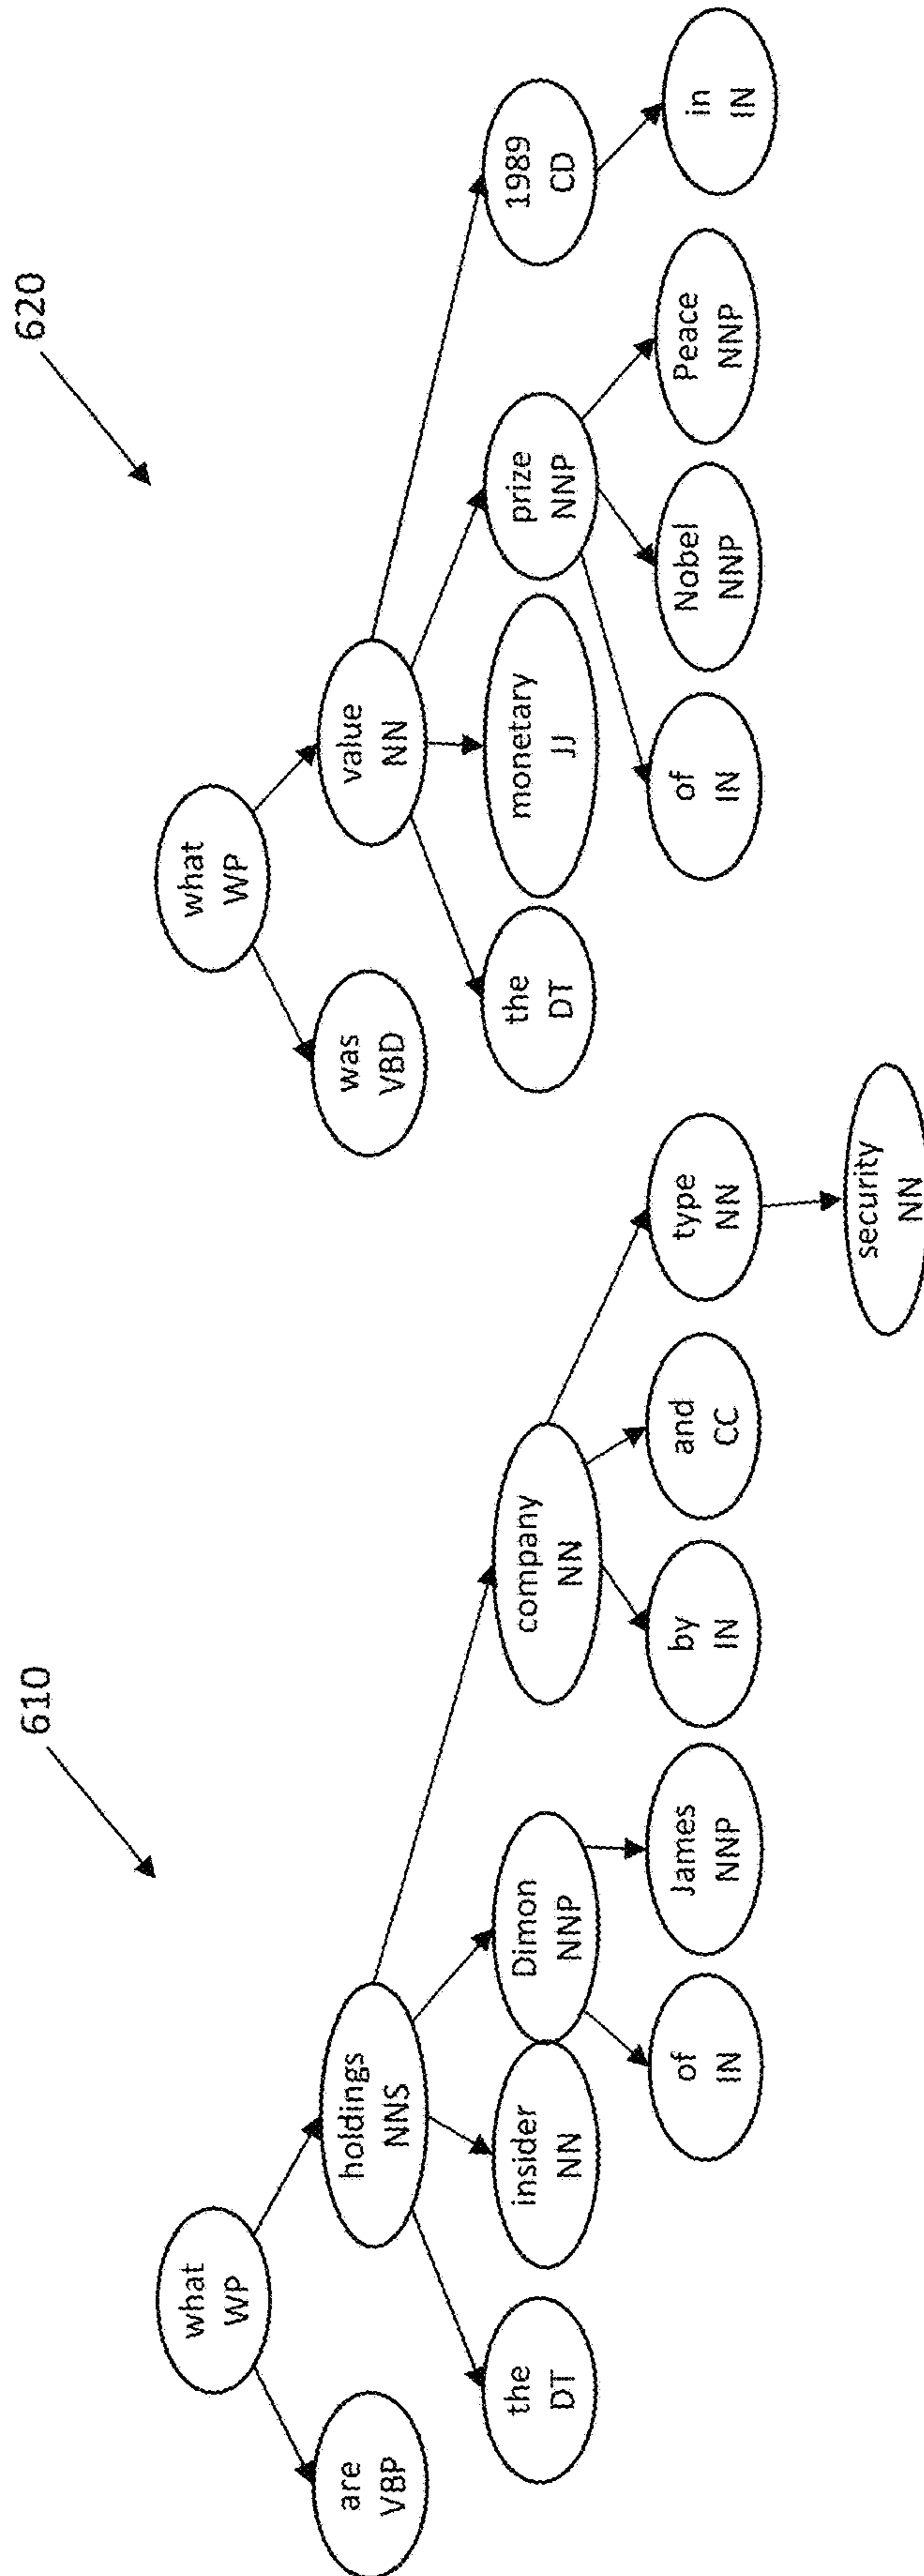 610
what
WP
are
VBP
holdings
NNS
the
DT
insider
NN
Dimon
NNP
company
NN
of
IN
James
NNP
by
IN
and
CC
type
NN
security
NN
620
what
WP
was
VBD
value
NN
the
DT
monetary
JJ
prize
NNP
1989
CD
of
IN
Nobel
NNP
Peace
NNP
in
IN